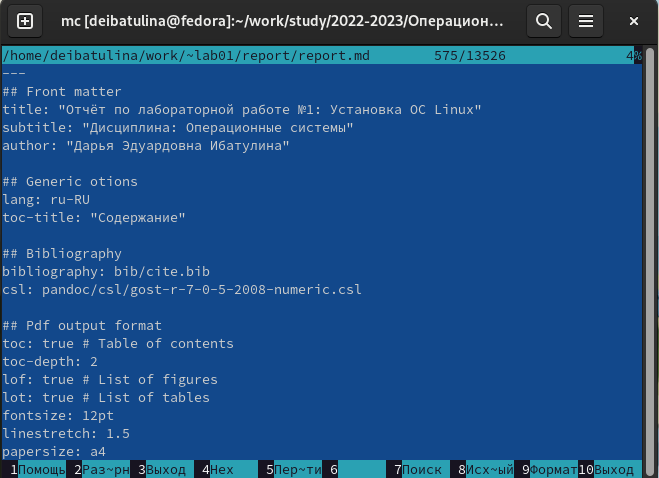 mc [deibatulina@fedora]:~/work/study/2022-2023/Операцион...
/home/deibatulina/work/~lab01/report/report.md 575/13526 4%
---
## Front matter
title: "Отчёт по лабораторной работе №1: Установка ОС Linux"
subtitle: "Дисциплина: Операционные системы"
author: "Дарья Эдуардовна Ибатулина"
## Generic otions
lang: ru-RU
toc-title: "Содержание"
## Bibliography
bibliography: bib/cite.bib
csl: pandoc/csl/gost-r-7-0-5-2008-numeric.csl
## Pdf output format
toc: true # Table of contents
toc-depth: 2
lof: true # List of figures
lot: true # List of tables
fontsize: 12pt
linestretch: 1.5
papersize: a4
1Помощь 2Раз~рн 3Выход 4Hex 5Пер~ти 6 7Поиск 8Исх~ый 9Формат 10Выход